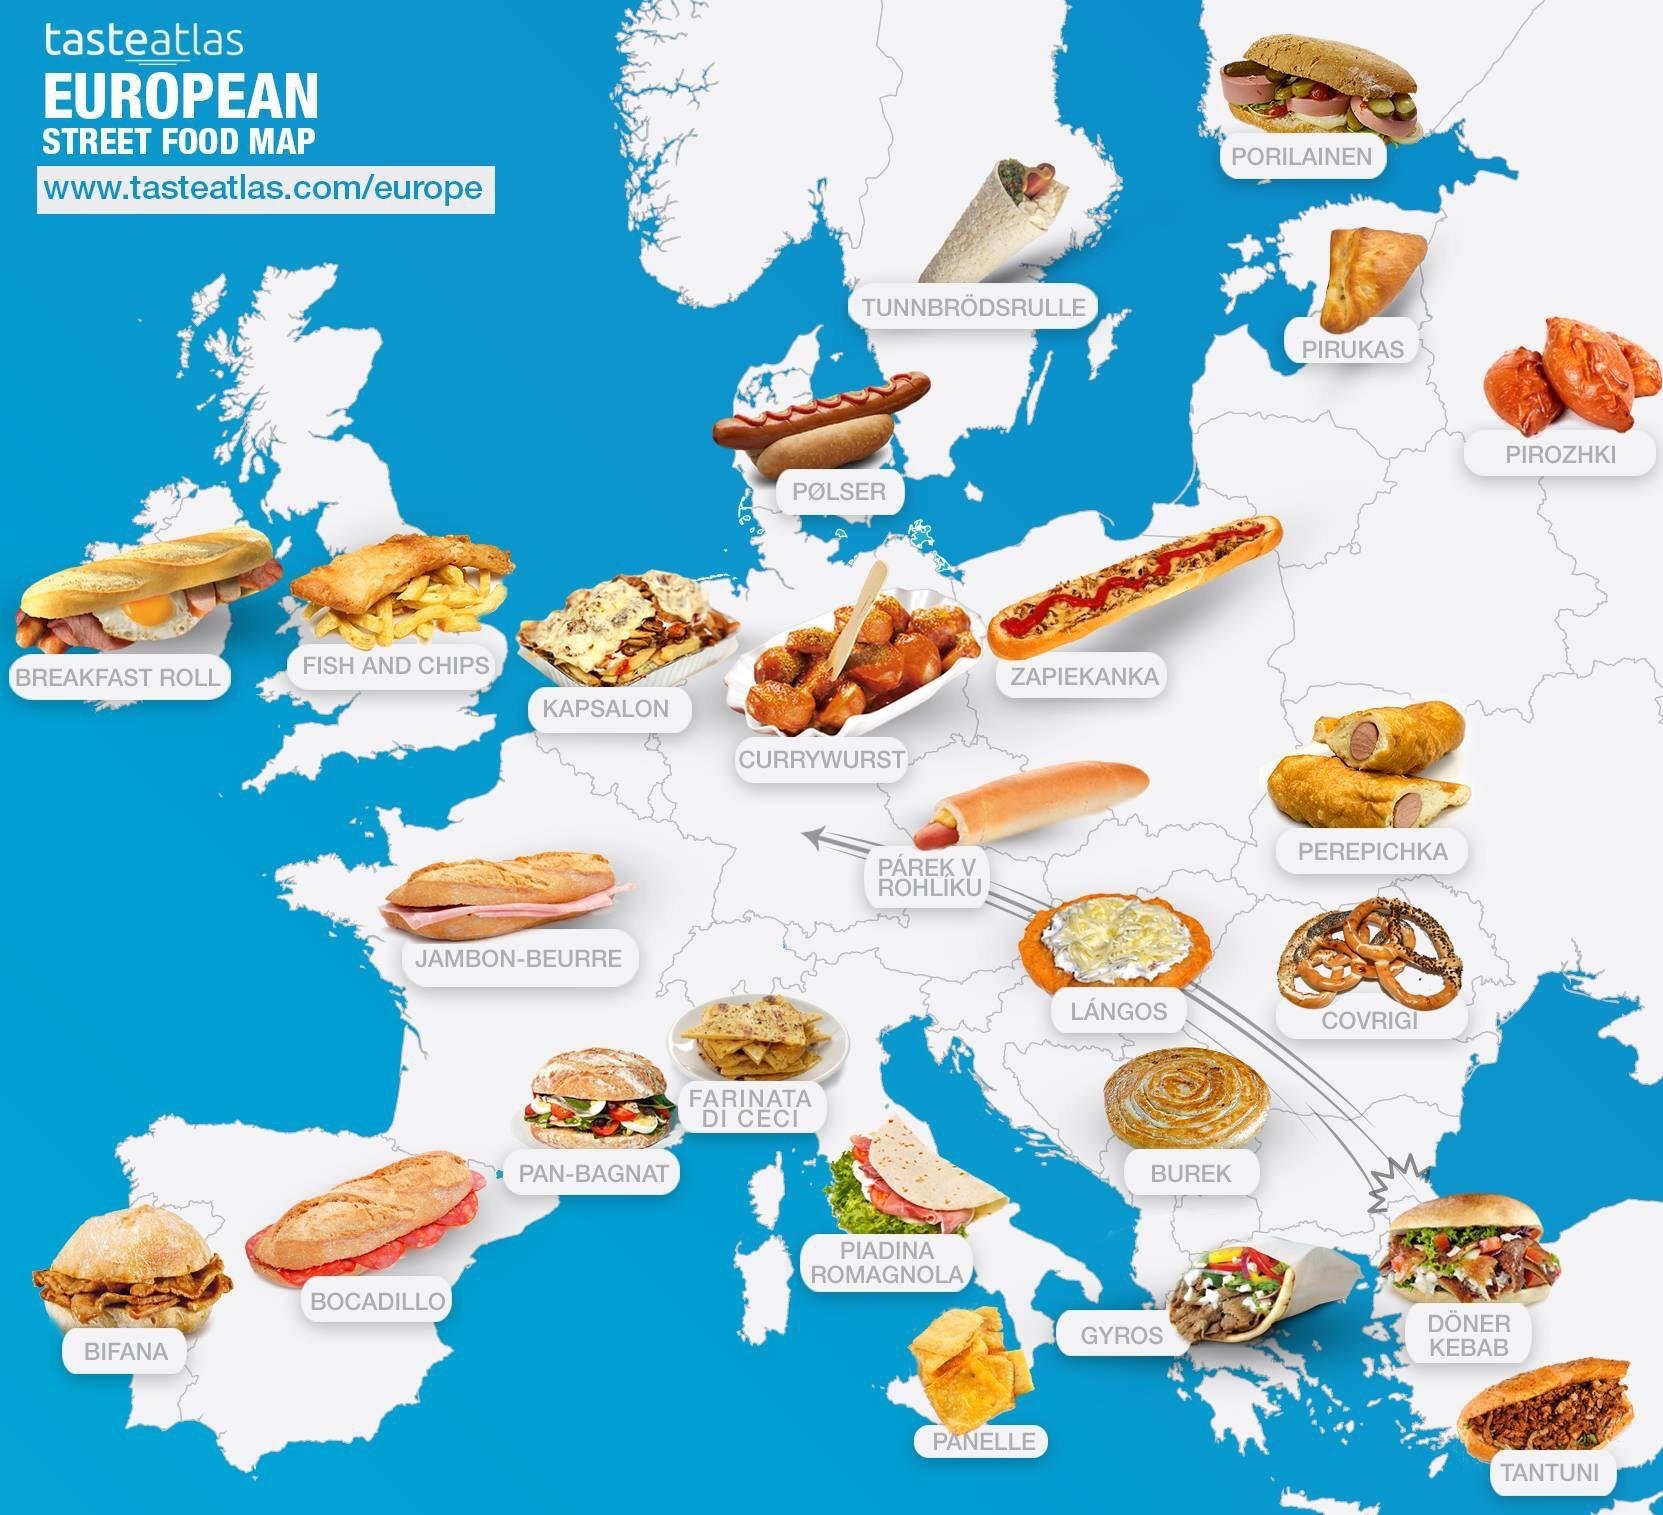 tasteatlas
EUROPEAN
STREET FOOD MAP
www.tasteatlas.com/europe
PORILAINEN
TUNNBRÖDSRULLE
PIRUKAS
PIROZHKI
PØLSER
BREAKFAST ROLL
FISH AND CHIPS
KAPSALON
CURRYWURST
ZAPIEKANKA
PEREPICHKA
PÁREK V
ROHLÍKU
JAMBON-BEURRE
LÁNGOS
COVRIGI
FARINATA
DI CECI
PAN-BAGNAT
BUREK
PIADINA
ROMAGNOLA
BOCADILLO
BIFANA
GYROS
DÖNER
KEBAB
PANELLE
TANTUNI